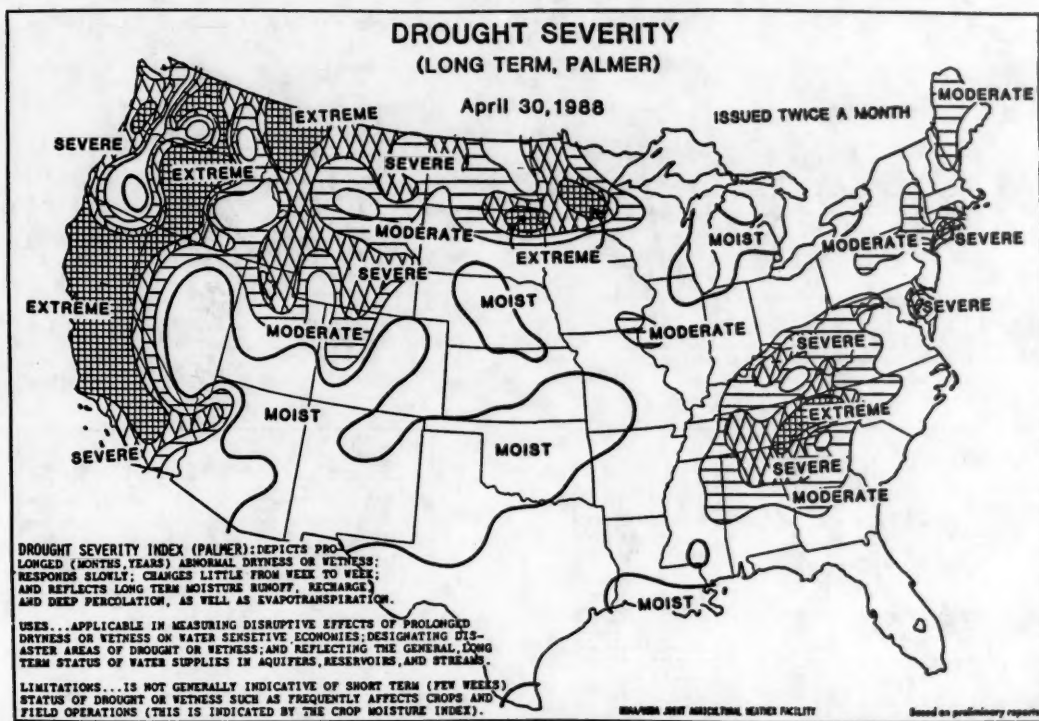 DROUGHT SEVERITY
(LONG TERM, PALMER)
April 30, 1988
ISSUED TWICE A MONTH
MODERATE
EXTREME
SEVERE
SEVERE
EXTREME
MODERATE
SEVERE
EXTREME
MOIST
MODERATE
SEVERE
EXTREME
MODERATE
MOIST
MODERATE
SEVERE
SEVERE
MOIST
EXTREME
SEVERE
MOIST
SEVERE
MODERATE
MOIST
DROUGHT SEVERITY INDEX (PALMER): DEPICTS PRO-
LONGED (MONTHS, YEARS) ABNORMAL DRYNESS OR WETNESS;
RESPONDS SLOWLY; CHANGES LITTLE FROM WEEK TO WEEK;
AND REFLECTS LONG TERM MOISTURE RUNOFF, RECHARGE,
AND DEEP PERCOLATION, AS WELL AS EVAPOTRANSPIRATION.
USES...APPLICABLE IN MEASURING DISRUPTIVE EFFECTS OF PROLONGED
DRYNESS OR WETNESS ON WATER SENSETIVE ECONOMIES; DESIGNATING DIS-
ASTER AREAS OF DROUGHT OR WETNESS; AND REFLECTING THE GENERAL, LONG
TERM STATUS OF WATER SUPPLIES IN AQUIFERS, RESERVOIRS, AND STREAMS.
LIMITATIONS...IS NOT GENERALLY INDICATIVE OF SHORT TERM (FEW WEEKS)
STATUS OF DROUGHT OR WETNESS SUCH AS FREQUENTLY AFFECTS CROPS AND
FIELD OPERATIONS (THIS IS INDICATED BY THE CROP MOISTURE INDEX).
NOAA/USDA JOINT AGRICULTURAL WEATHER FACILITY
Based on preliminary reports